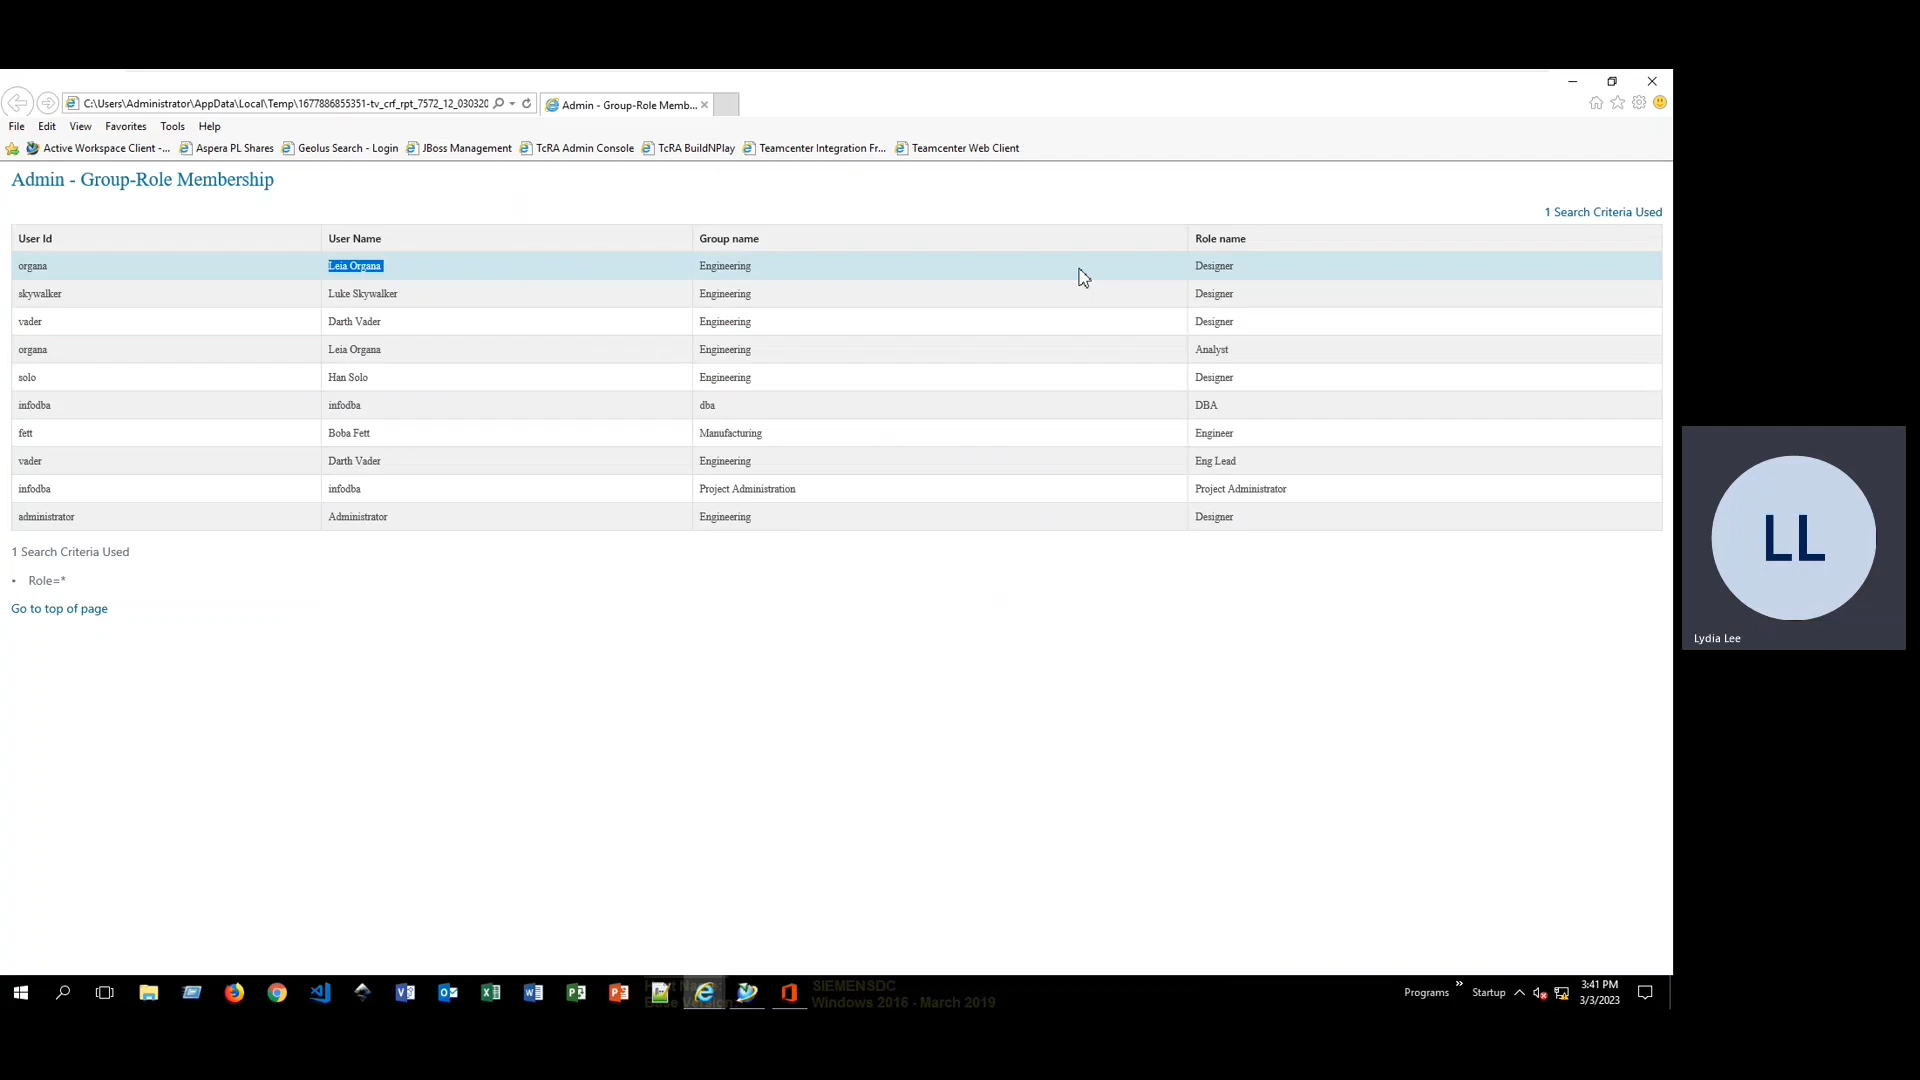 C:\Users\Administrator\AppData\Local\Temp\1677886855351-tv_crf_rpt_7572_12_030320
Admin - Group-Role Memb...
File Edit View Favorites Tools Help
Active Workspace Client -... Aspera PL Shares Geolus Search - Login JBoss Management TcRA Admin Console TcRA BuildNPlay Teamcenter Integration Fr... Teamcenter Web Client
Admin - Group-Role Membership
1 Search Criteria Used
User Id User Name Group name Role name
organa Leia Organa Engineering Designer
skywalker Luke Skywalker Engineering Designer
vader Darth Vader Engineering Designer
organa Leia Organa Engineering Analyst
solo Han Solo Engineering Designer
infodba infodba dba DBA
fett Boba Fett Manufacturing Engineer
vader Darth Vader Engineering Eng Lead
infodba infodba Project Administration Project Administrator
administrator Administrator Engineering Designer
1 Search Criteria Used
• Role=*
Go to top of page
LL
Lydia Lee
SIEMENSDC
Windows 2016 - March 2019
Programs » Startup
3:41 PM
3/3/2023